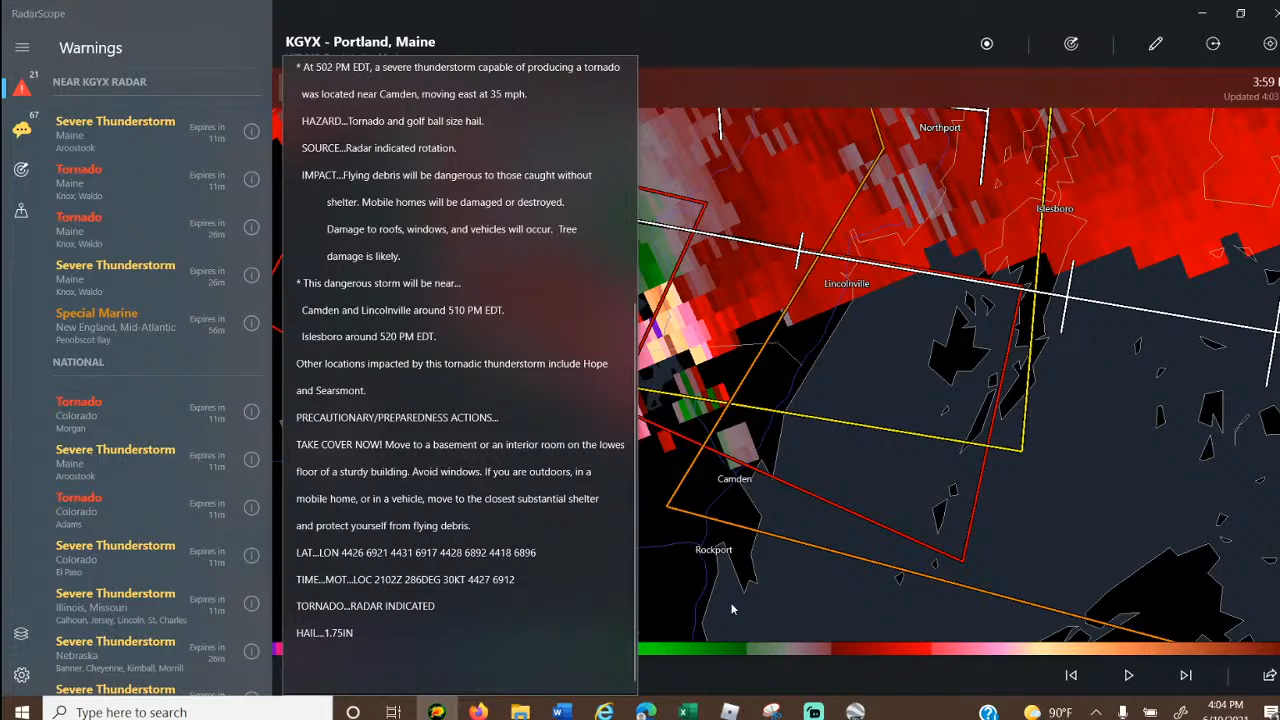 RadarScope
Warnings
21
67
NEAR KGYX RADAR
Severe Thunderstorm
Maine
Aroostook
Expires in
11m
Tornado
Maine
Knox, Waldo
Expires in
11m
Tornado
Maine
Knox, Waldo
Expires in
26m
Severe Thunderstorm
Maine
Knox, Waldo
Expires in
26m
Special Marine
New England, Mid-Atlantic
Penobscot Bay
Expires in
56m
NATIONAL
Tornado
Colorado
Morgan
Expires in
11m
Severe Thunderstorm
Maine
Aroostook
Expires in
11m
Tornado
Colorado
Adams
Expires in
11m
Severe Thunderstorm
Colorado
El Paso
Expires in
11m
Severe Thunderstorm
Illinois, Missouri
Calhoun, Jersey, Lincoln, St. Charles
Expires in
11m
Severe Thunderstorm
Nebraska
Banner, Cheyenne, Kimball, Morrill
Expires in
26m
Severe Thunderstorm
KGYX - Portland, Maine
* At 502 PM EDT, a severe thunderstorm capable of producing a tornado
was located near Camden, moving east at 35 mph.
HAZARD...Tornado and golf ball size hail.
SOURCE...Radar indicated rotation.
IMPACT...Flying debris will be dangerous to those caught without
shelter. Mobile homes will be damaged or destroyed.
Damage to roofs, windows, and vehicles will occur. Tree
damage is likely.
* This dangerous storm will be near...
Camden and Lincolnville around 510 PM EDT.
Islesboro around 520 PM EDT.
Other locations impacted by this tornadic thunderstorm include Hope
and Searsmont.
PRECAUTIONARY/PREPAREDNESS ACTIONS...
TAKE COVER NOW! Move to a basement or an interior room on the lowes
floor of a sturdy building. Avoid windows. If you are outdoors, in a
mobile home, or in a vehicle, move to the closest substantial shelter
and protect yourself from flying debris.
LAT...LON 4426 6921 4431 6917 4428 6892 4418 6896
TIME...MOT...LOC 2102Z 286DEG 30KT 4427 6912
TORNADO...RADAR INDICATED
HAIL...1.75IN
3:59
Updated 4:03
Northport
Islesboro
Lincolnville
Camden
Rockport
Type here to search
90°F
4:04 PM